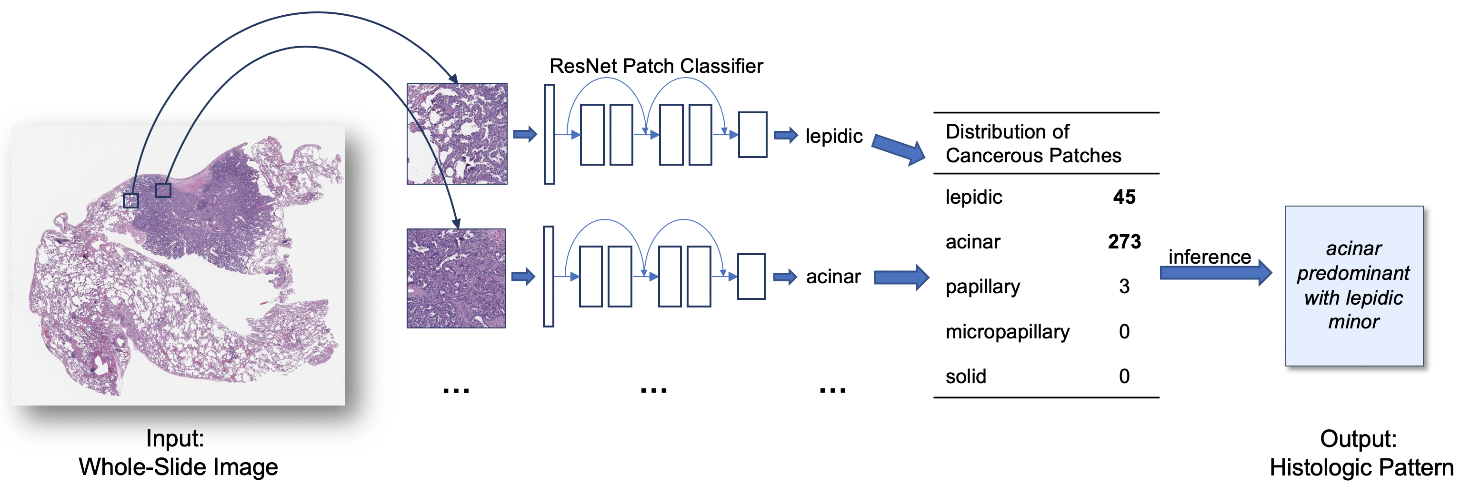 ResNet Patch Classifier
lepidic
acinar
...
...
...
Distribution of
Cancerous Patches
lepidic 45
acinar 273
papillary 3
micropapillary 0
solid 0
inference
acinar
predominant
with lepidic
minor
Input:
Whole-Slide Image
Output:
Histologic Pattern